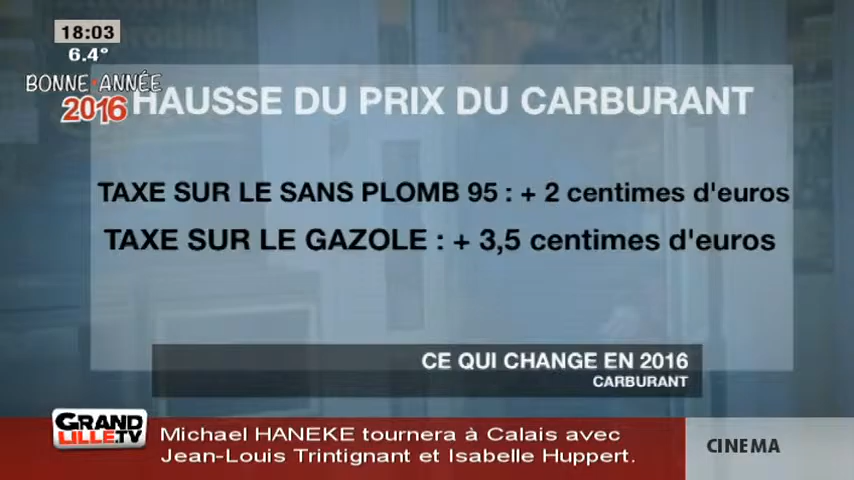 18:03
6.4°
BONNE ANNÉE
2016
HAUSSE DU PRIX DU CARBURANT
TAXE SUR LE SANS PLOMB 95 : + 2 centimes d'euros
TAXE SUR LE GAZOLE : + 3,5 centimes d'euros
CE QUI CHANGE EN 2016
CARBURANT
GRAND
LILLE.TV
Michael HANEKE tournera à Calais avec
Jean-Louis Trintignant et Isabelle Huppert.
CINEMA